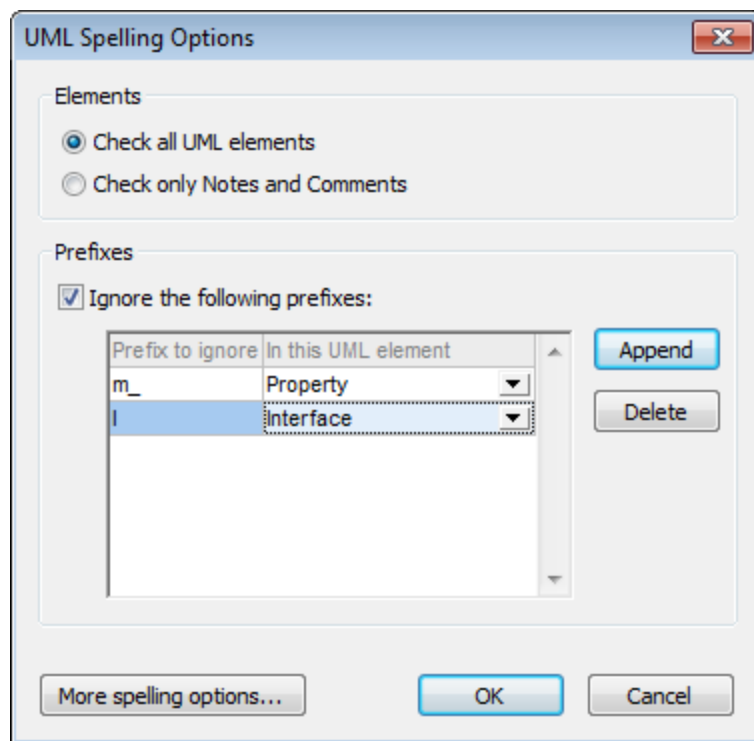 UML Spelling Options
Elements
Check all UML elements
Check only Notes and Comments
Prefixes
Ignore the following prefixes:
Prefix to ignore In this UML element
m_ Property
I Interface
Append
Delete
More spelling options... OK Cancel